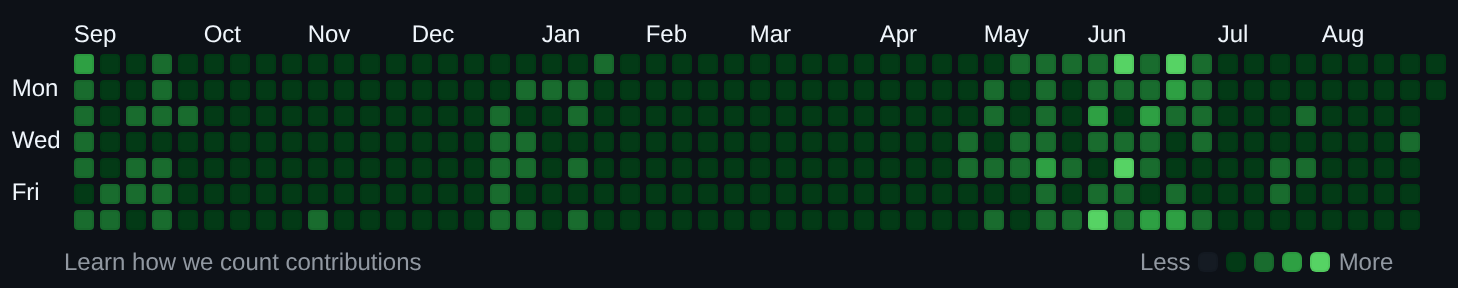 Sep Oct Nov Dec Jan Feb Mar Apr May Jun Jul Aug
Mon
Wed
Fri
Learn how we count contributions Less More